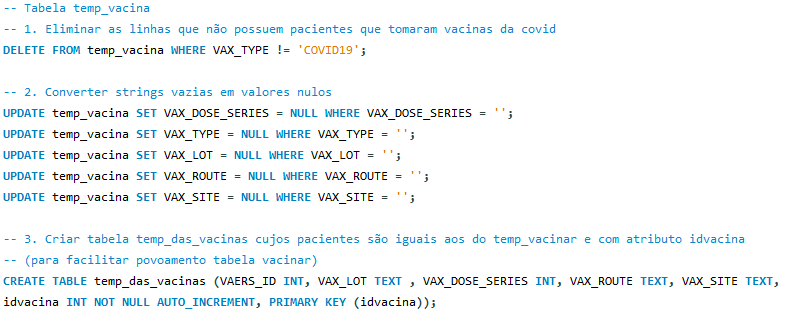 -- Tabela temp_vacina
-- 1. Eliminar as linhas que não possuem pacientes que tomaram vacinas da covid
DELETE FROM temp_vacina WHERE VAX_TYPE != 'COVID19';
-- 2. Converter strings vazias em valores nulos
UPDATE temp_vacina SET VAX_DOSE_SERIES = NULL WHERE VAX_DOSE_SERIES = '';
UPDATE temp_vacina SET VAX_TYPE = NULL WHERE VAX_TYPE = '';
UPDATE temp_vacina SET VAX_LOT = NULL WHERE VAX_LOT = '';
UPDATE temp_vacina SET VAX_ROUTE = NULL WHERE VAX_ROUTE = '';
UPDATE temp_vacina SET VAX_SITE = NULL WHERE VAX_SITE = '';
-- 3. Criar tabela temp_das_vacinas cujos pacientes são iguais aos do temp_vacinar e com atributo idvacina
-- (para facilitar povoamento tabela vacinar)
CREATE TABLE temp_das_vacinas (VAERS_ID INT, VAX_LOT TEXT , VAX_DOSE_SERIES INT, VAX_ROUTE TEXT, VAX_SITE TEXT,
idvacina INT NOT NULL AUTO_INCREMENT, PRIMARY KEY (idvacina));